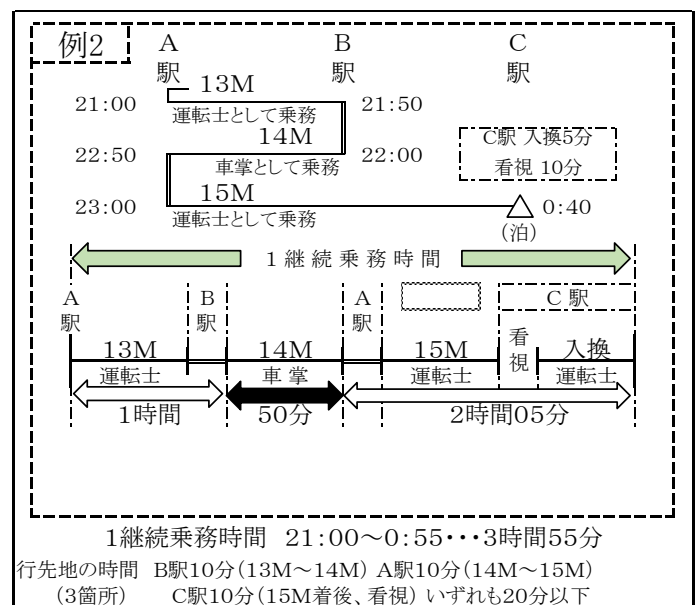 例2
A駅 B駅 C駅
13M
21:00 21:50
運転士として乗務
14M
C駅 入換5分
22:50 22:00
車掌として乗務
看視 10分
15M
23:00 0:40
運転士として乗務
(泊)
1継続乗務時間
A駅 B駅 A駅 C駅
13M 14M 15M 看視 入換
運転士 車掌 運転士 運転士
1時間 50分 2時間05分
1継続乗務時間 21:00～0:55･･･3時間55分
行先地の時間 B駅10分(13M～14M) A駅10分(14M～15M)
(3箇所) C駅10分(15M着後、看視) いずれも20分以下